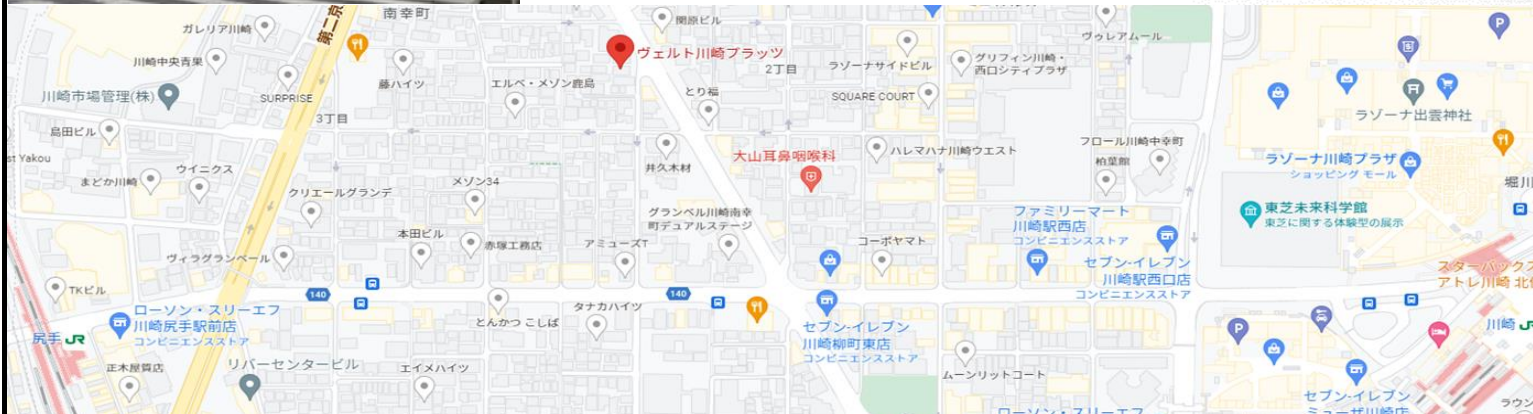 南幸町
関原ビル
ガレリア川崎
第二京
ヴェルト川崎プラッツ
ヴゥレアムール
川崎中央青果
藤ハイツ
エルベ・メゾン鹿島
2丁目
ラゾーナサイドビル
グリフィン川崎・
西口シティプラザ
川崎市場管理(株)
SURPRISE
とり福
SQUARE COURT
3丁目
ラゾーナ出雲神社
島田ビル
st Yakou
ウイニクス
まどか川崎
井久木材
大山耳鼻咽喉科
ハレマハナ川崎ウエスト
フロール川崎中幸町
柏葉館
ラゾーナ川崎プラザ
ショッピング モール
堀川
クリエールグランデ
メゾン34
グランベル川崎南幸
町デュアルステージ
ファミリーマート
川崎駅西店
コンビニエンスストア
東芝未来科学館
東芝に関する体験型の展示
本田ビル
赤塚工務店
アミューズT
コーポヤマト
ヴィラグランベール
セブン-イレブン
川崎駅西口店
コンビニエンスストア
スターバックス
アトレ川崎 北
TKビル
140
140
ローソン・スリーエフ
川崎尻手駅前店
コンビニエンスストア
とんかつ こしば
タナカハイツ
セブン-イレブン
川崎柳町東店
コンビニエンスストア
尻手 JR
川崎 J
正木屋質店
リバーセンタービル
エイメハイツ
ムーンリットコート
セブン-イレブン
ミューザ川崎店
ローソン・スリーエフ
ラウン
P
P